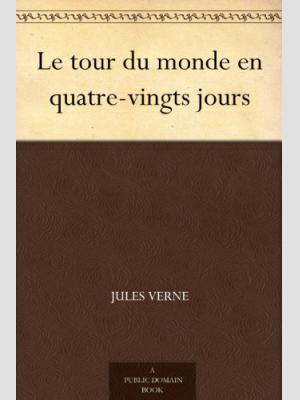 Le tour du monde en
quatre-vingts jours
JULES VERNE
A
PUBLIC DOMAIN
BOOK